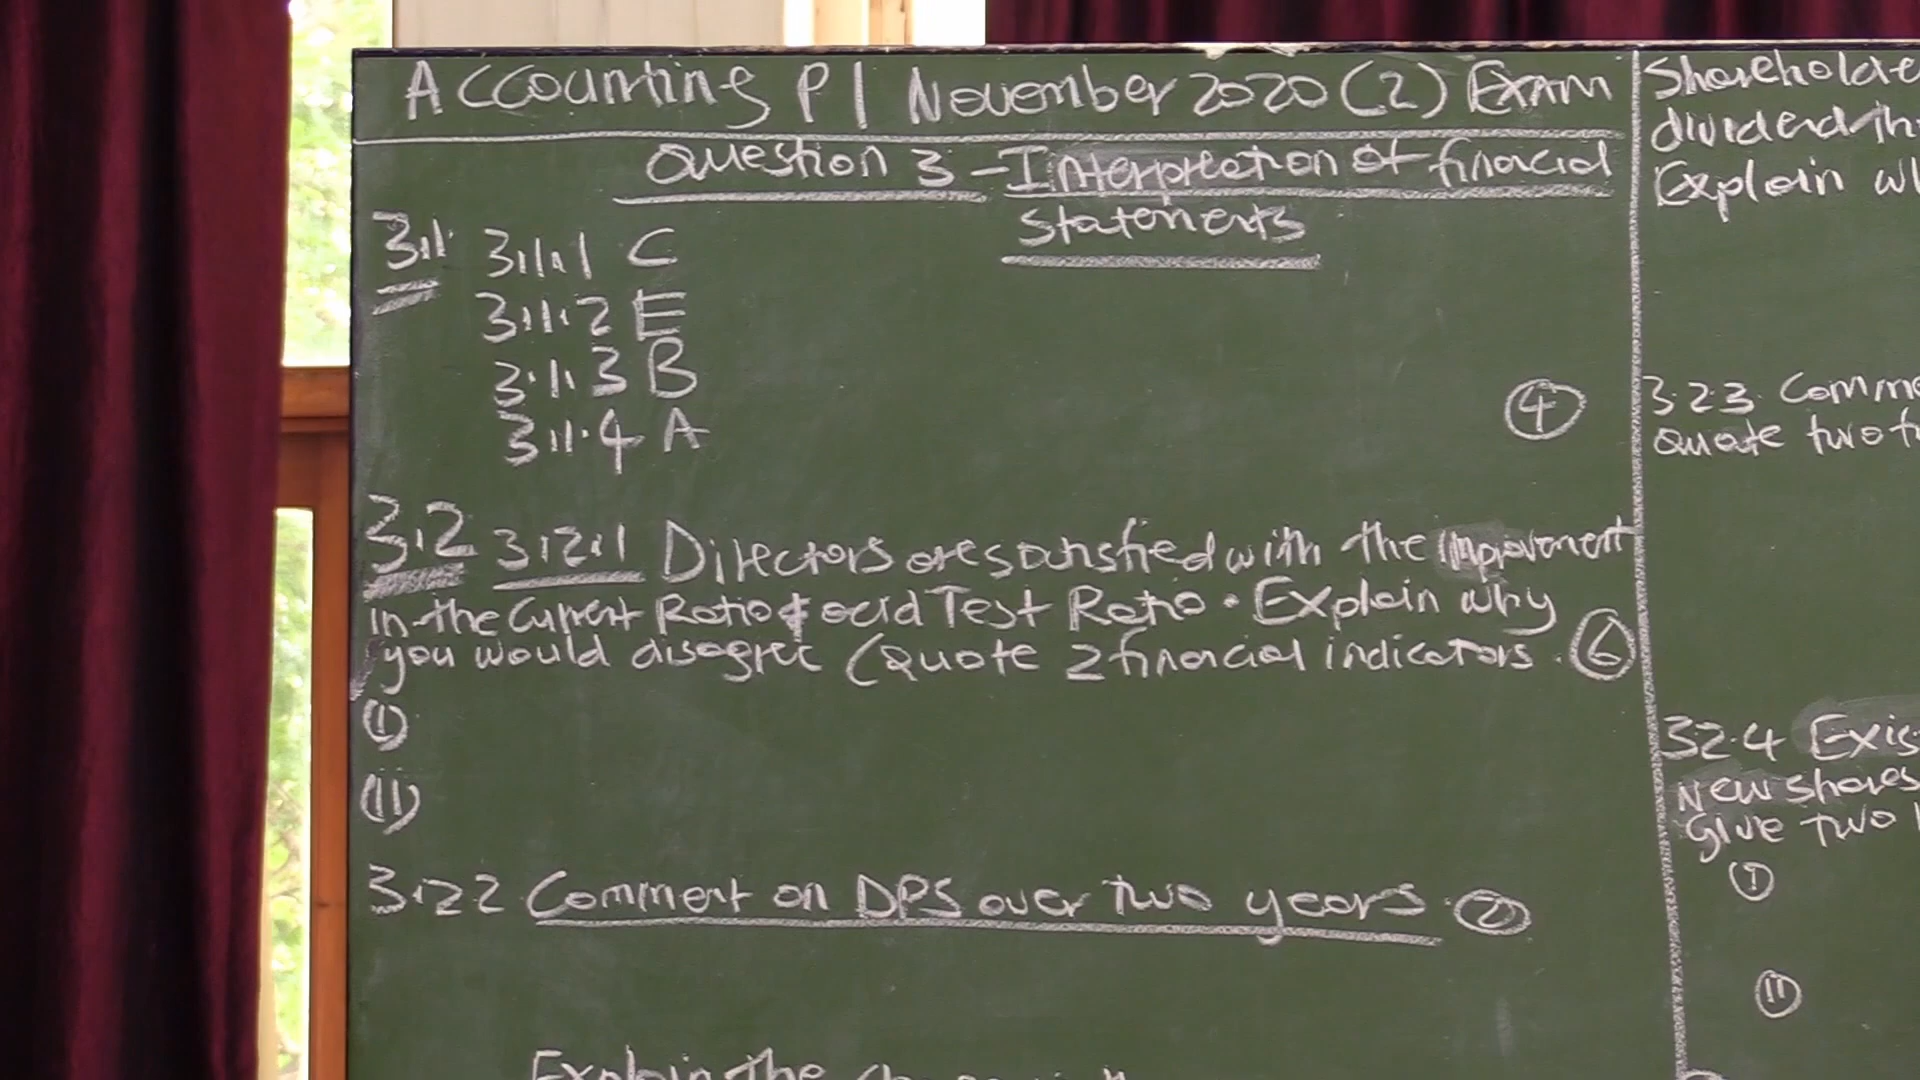 Accounting P1 November 2020 (2) Exam
Question 3 - Interpretation of financial
statements
3.1 3.1.1 C
3.1.2 E
3.1.3 B
3.1.4 A
4
3.2 3.2.1 Directors are satisfied with the improvement
in the Current Ratio & acid Test Ratio. Explain why
you would disagree (Quote 2 financial indicators. 6
(I)
(II)
3.2.2 Comment on DPS over two years. 2
Explain the
Shareholde
dividend
Explain wh
3.2.3. Comme
Quote two f
3.2.4 Exis
New shares
Give two
I
II